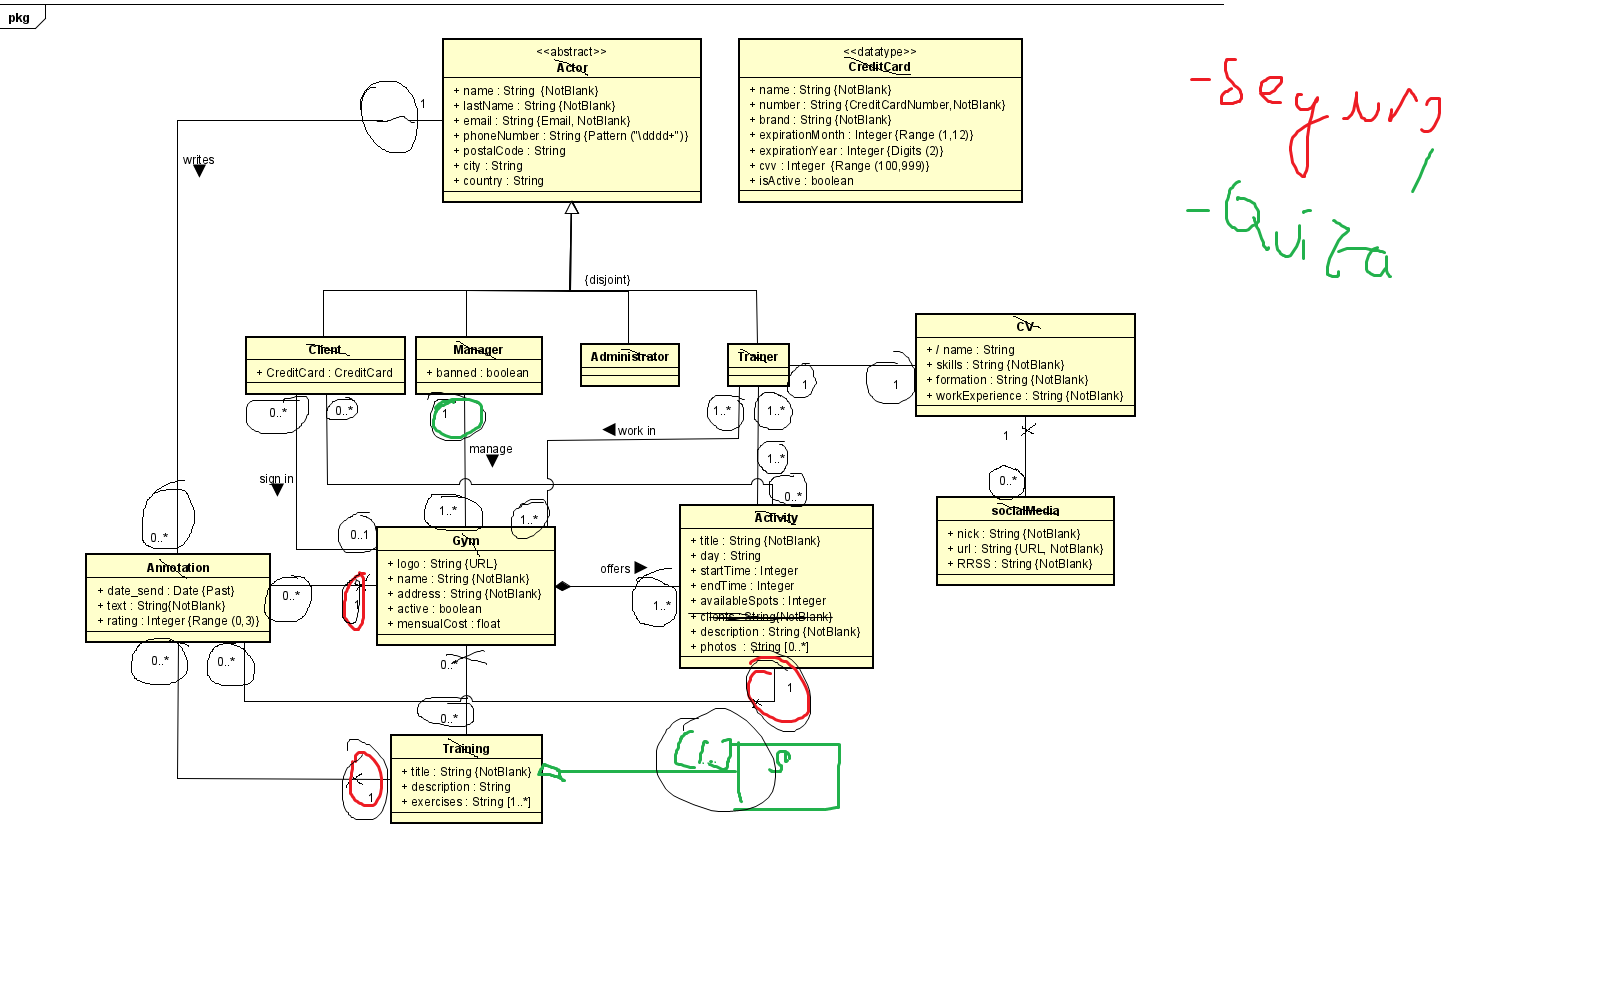 pkg
<<abstract>>
Actor
+ name : String {NotBlank}
+ lastName : String {NotBlank}
+ email : String {Email, NotBlank}
+ phoneNumber : String {Pattern ("\dddd+")}
+ postalCode : String
+ city : String
+ country : String
<<datatype>>
CreditCard
+ name : String {NotBlank}
+ number : String {CreditCardNumber,NotBlank}
+ brand : String {NotBlank}
+ expirationMonth : Integer {Range (1,12)}
+ expirationYear : Integer {Digits (2)}
+ cvv : Integer {Range (100,999)}
+ isActive : boolean
- Seguro
- Quiza
1
writes
{disjoint}
Client
+ CreditCard : CreditCard
Manager
+ banned : boolean
Administrator
Trainer
CV
+ / name : String
+ skills : String {NotBlank}
+ formation : String {NotBlank}
+ workExperience : String {NotBlank}
1
1
0..*
0..*
1
1..*
1..*
work in
manage
1..*
1
0..*
sign in
0..*
1..*
1..*
0..*
0..1
socialMedia
+ nick : String {NotBlank}
+ url : String {URL, NotBlank}
+ RRSS : String {NotBlank}
Gym
+ logo : String {URL}
+ name : String {NotBlank}
+ address : String {NotBlank}
+ active : boolean
+ mensualCost : float
offers
1..*
Activity
+ title : String {NotBlank}
+ day : String
+ startTime : Integer
+ endTime : Integer
+ availableSpots : Integer
+ clients : String{NotBlank}
+ description : String {NotBlank}
+ photos : String [0..*]
Annotation
+ date_send : Date {Past}
+ text : String{NotBlank}
+ rating : Integer {Range (0,3)}
0..*
1
0..*
0..*
0..*
1
0..*
1
Training
+ title : String {NotBlank}
+ description : String
+ exercises : String [1..*]